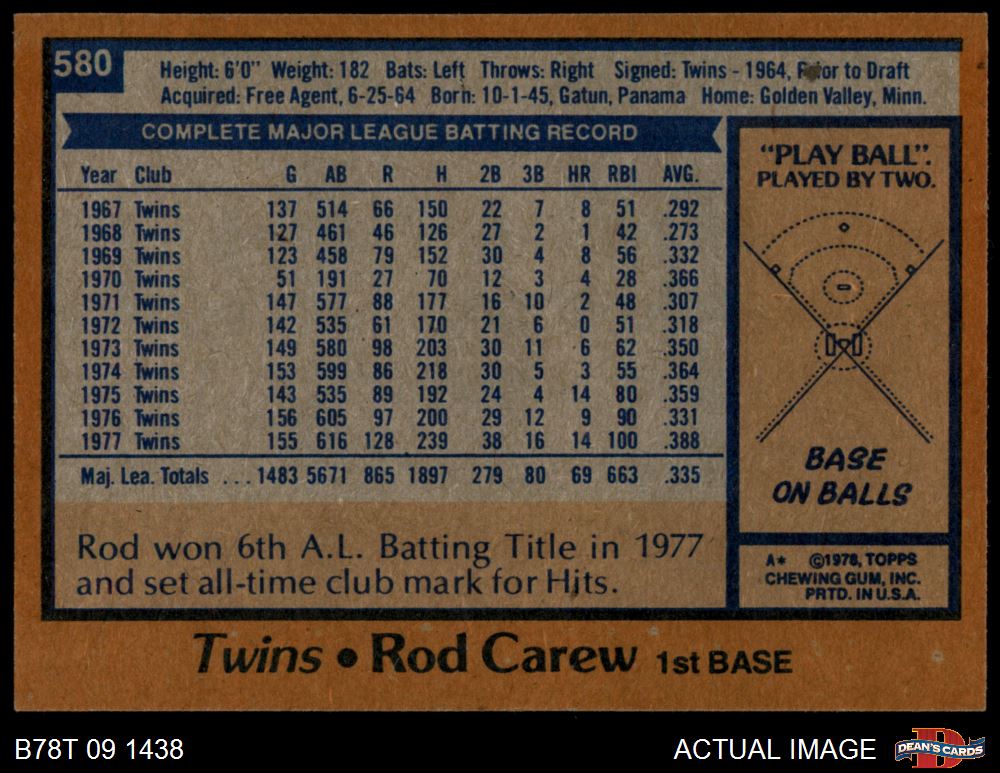 580
Height: 6'0" Weight: 182 Bats: Left Throws: Right Signed: Twins - 1964, Prior to Draft
Acquired: Free Agent, 6-25-64 Born: 10-1-45, Gatun, Panama Home: Golden Valley, Minn.
COMPLETE MAJOR LEAGUE BATTING RECORD
Year Club G AB R H 2B 3B HR RBI AVG.
1967 Twins 137 514 66 150 22 7 8 51 .292
1968 Twins 127 461 46 126 27 2 1 42 .273
1969 Twins 123 458 79 152 30 4 8 56 .332
1970 Twins 51 191 27 70 12 3 4 28 .366
1971 Twins 147 577 88 177 16 10 2 48 .307
1972 Twins 142 535 61 170 21 6 0 51 .318
1973 Twins 149 580 98 203 30 11 6 62 .350
1974 Twins 153 599 86 218 30 5 3 55 .364
1975 Twins 143 535 89 192 24 4 14 80 .359
1976 Twins 156 605 97 200 29 12 9 90 .331
1977 Twins 155 616 128 239 38 16 14 100 .388
Maj. Lea. Totals ... 1483 5671 865 1897 279 80 69 663 .335
Rod won 6th A.L. Batting Title in 1977
and set all-time club mark for Hits.
"PLAY BALL".
PLAYED BY TWO.
BASE
ON BALLS
A* ©1978, TOPPS
CHEWING GUM, INC.
PRTD. IN U.S.A.
Twins • Rod Carew 1st BASE
B78T 09 1438
ACTUAL IMAGE
D
DEAN'S CARDS